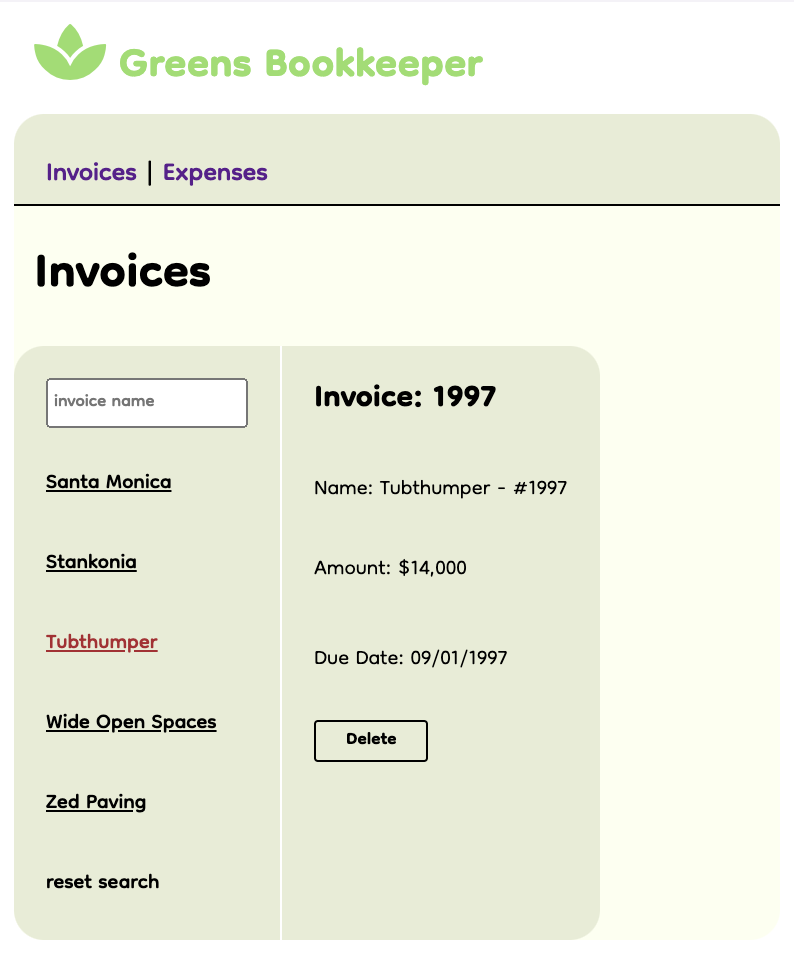 Greens Bookkeeper
Invoices | Expenses
Invoices
invoice name
Santa Monica
Stankonia
Tubthumper
Wide Open Spaces
Zed Paving
reset search
Invoice: 1997
Name: Tubthumper - #1997
Amount: $14,000
Due Date: 09/01/1997
Delete